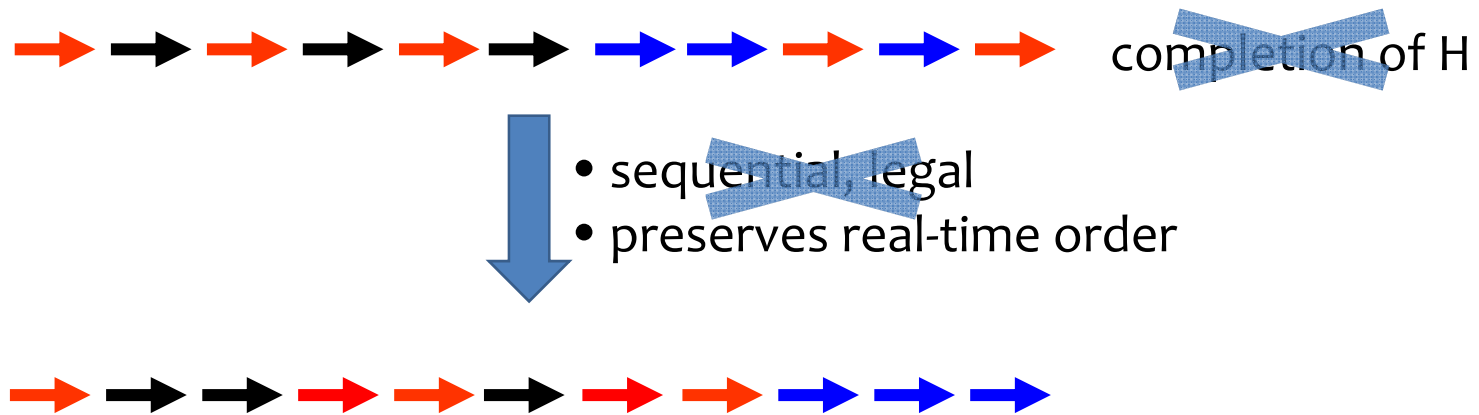 completion of H
• sequential, legal
• preserves real-time order